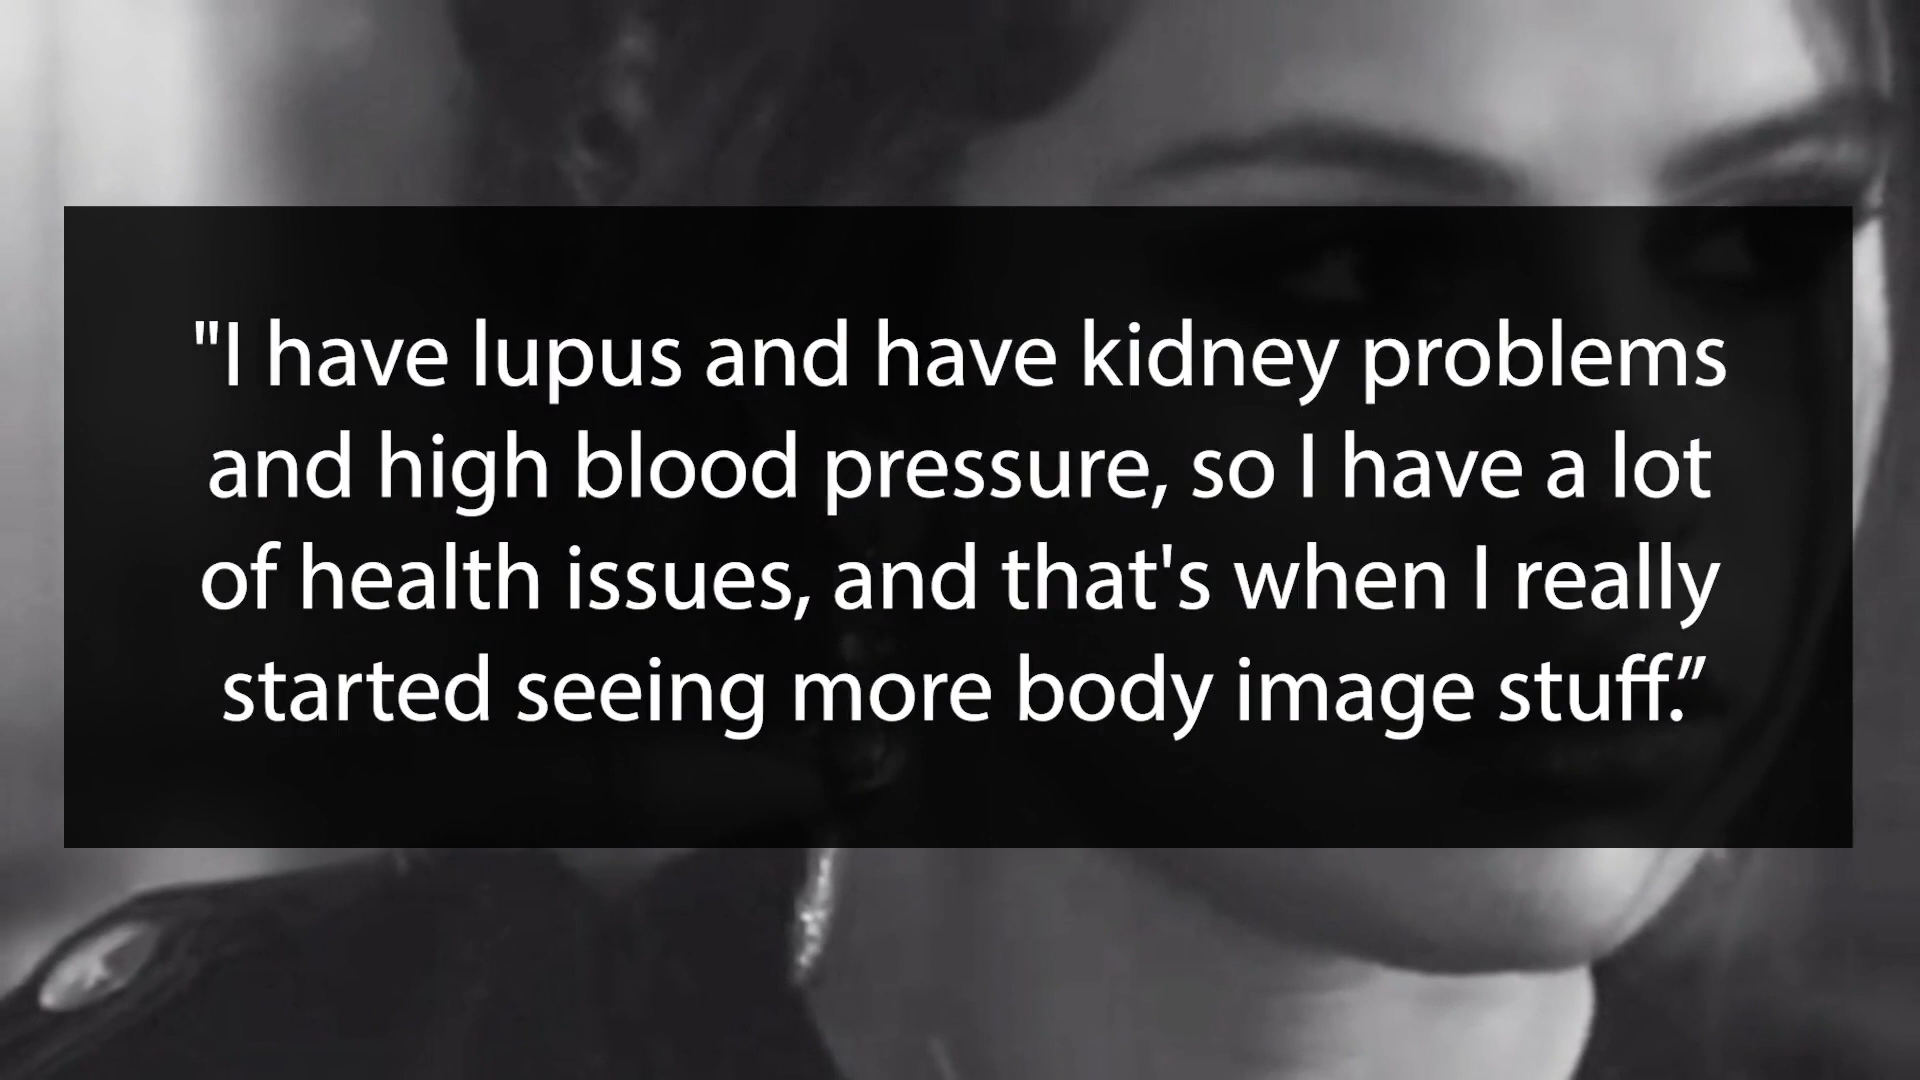 "I have lupus and have kidney problems
and high blood pressure, so I have a lot
of health issues, and that's when I really
started seeing more body image stuff.”